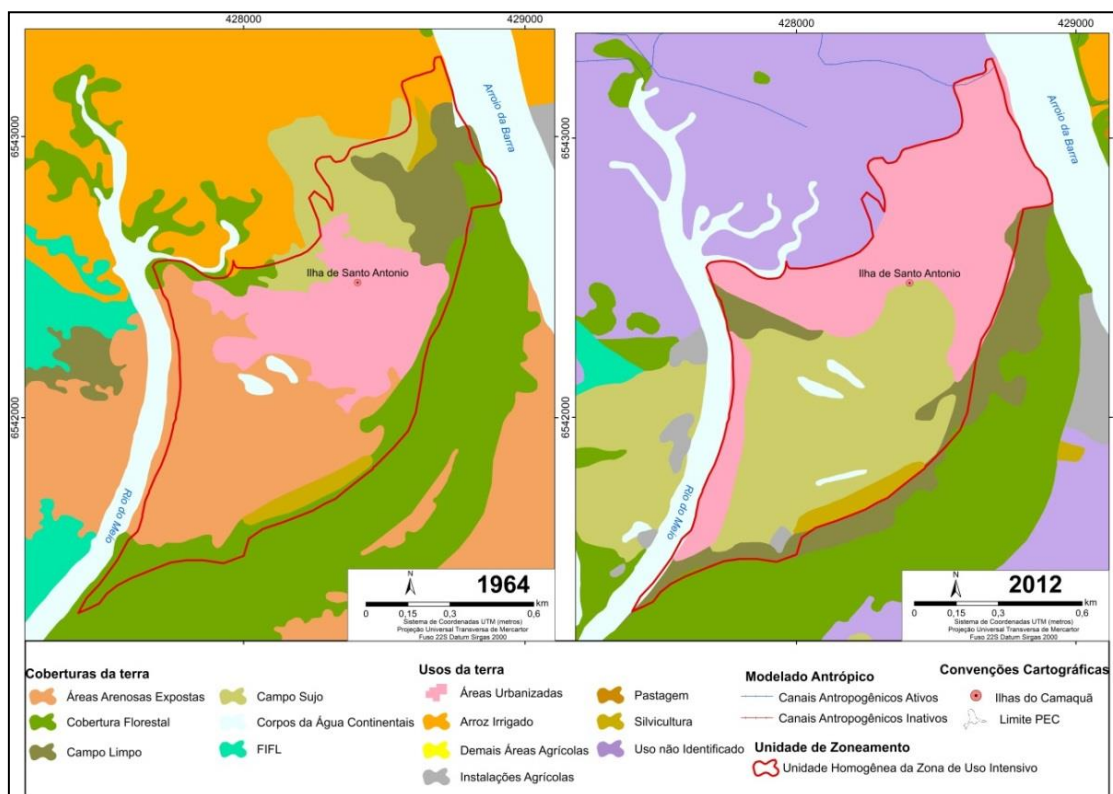 428000
429000
428000
429000
6543000
6542000
Arroio da Barra
Ilha de Santo Antonio
Rio do Meio
N
1964
0 0,15 0,3 0,6
km
Sistema de Coordenadas UTM (metros)
Projeção Universal Transversa de Mercartor
Fuso 22S Datum Sirgas 2000
6543000
6542000
Arroio da Barra
Ilha de Santo Antonio
Rio do Meio
N
2012
0 0,15 0,3 0,6
km
Sistema de Coordenadas UTM (metros)
Projeção Universal Transversa de Mercartor
Fuso 22S Datum Sirgas 2000
Coberturas da terra
Áreas Arenosas Expostas
Cobertura Florestal
Campo Limpo
Campo Sujo
Corpos da Água Continentais
FIFL
Usos da terra
Áreas Urbanizadas
Arroz Irrigado
Demais Áreas Agrícolas
Instalações Agrícolas
Pastagem
Silvicultura
Uso não Identificado
Modelado Antrópico
Canais Antropogênicos Ativos
Canais Antropogênicos Inativos
Unidade de Zoneamento
Unidade Homogênea da Zona de Uso Intensivo
Convenções Cartográficas
Ilhas do Camaquã
Limite PEC